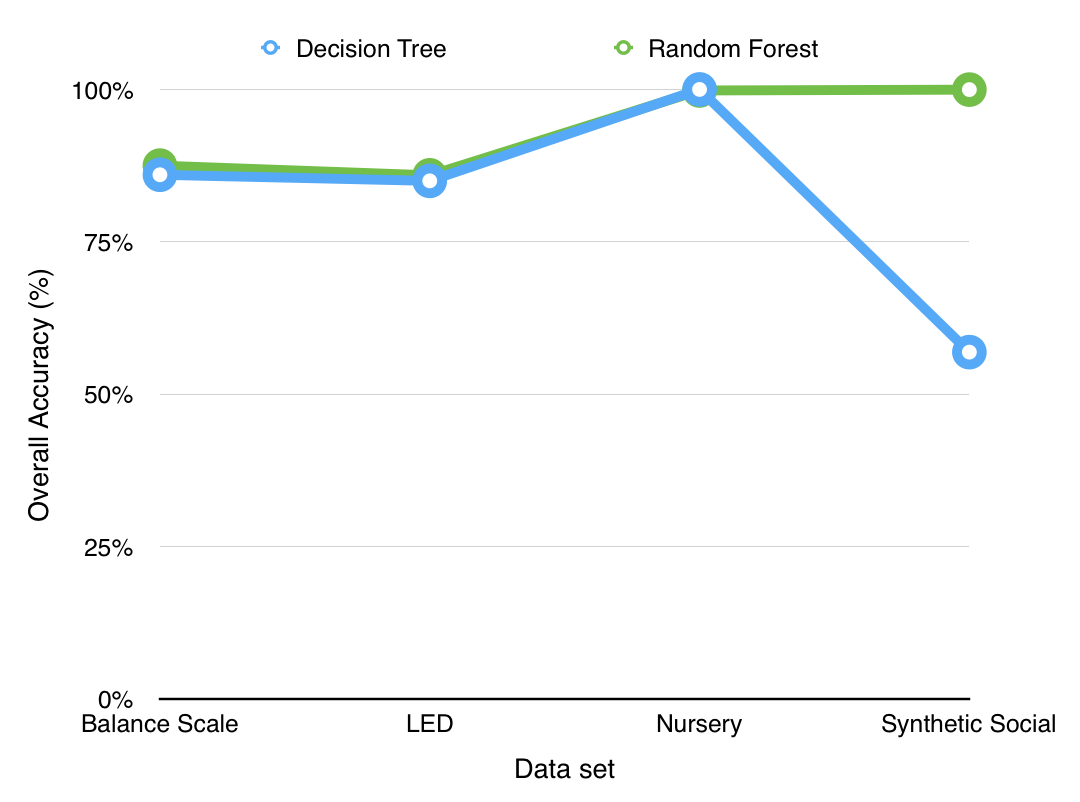 Decision Tree
Random Forest
100%
75%
50%
25%
0%
Overall Accuracy (%)
Balance Scale
LED
Nursery
Synthetic Social
Data set